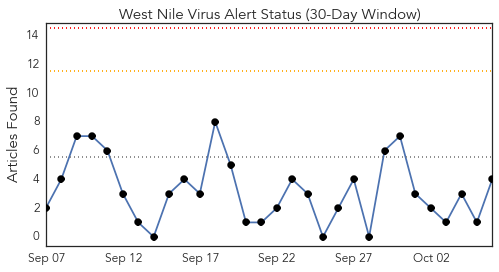 West Nile Virus Alert Status (30-Day Window)
Articles Found
14
12
10
8
6
4
2
0
Sep 07 Sep 12 Sep 17 Sep 22 Sep 27 Oct 02